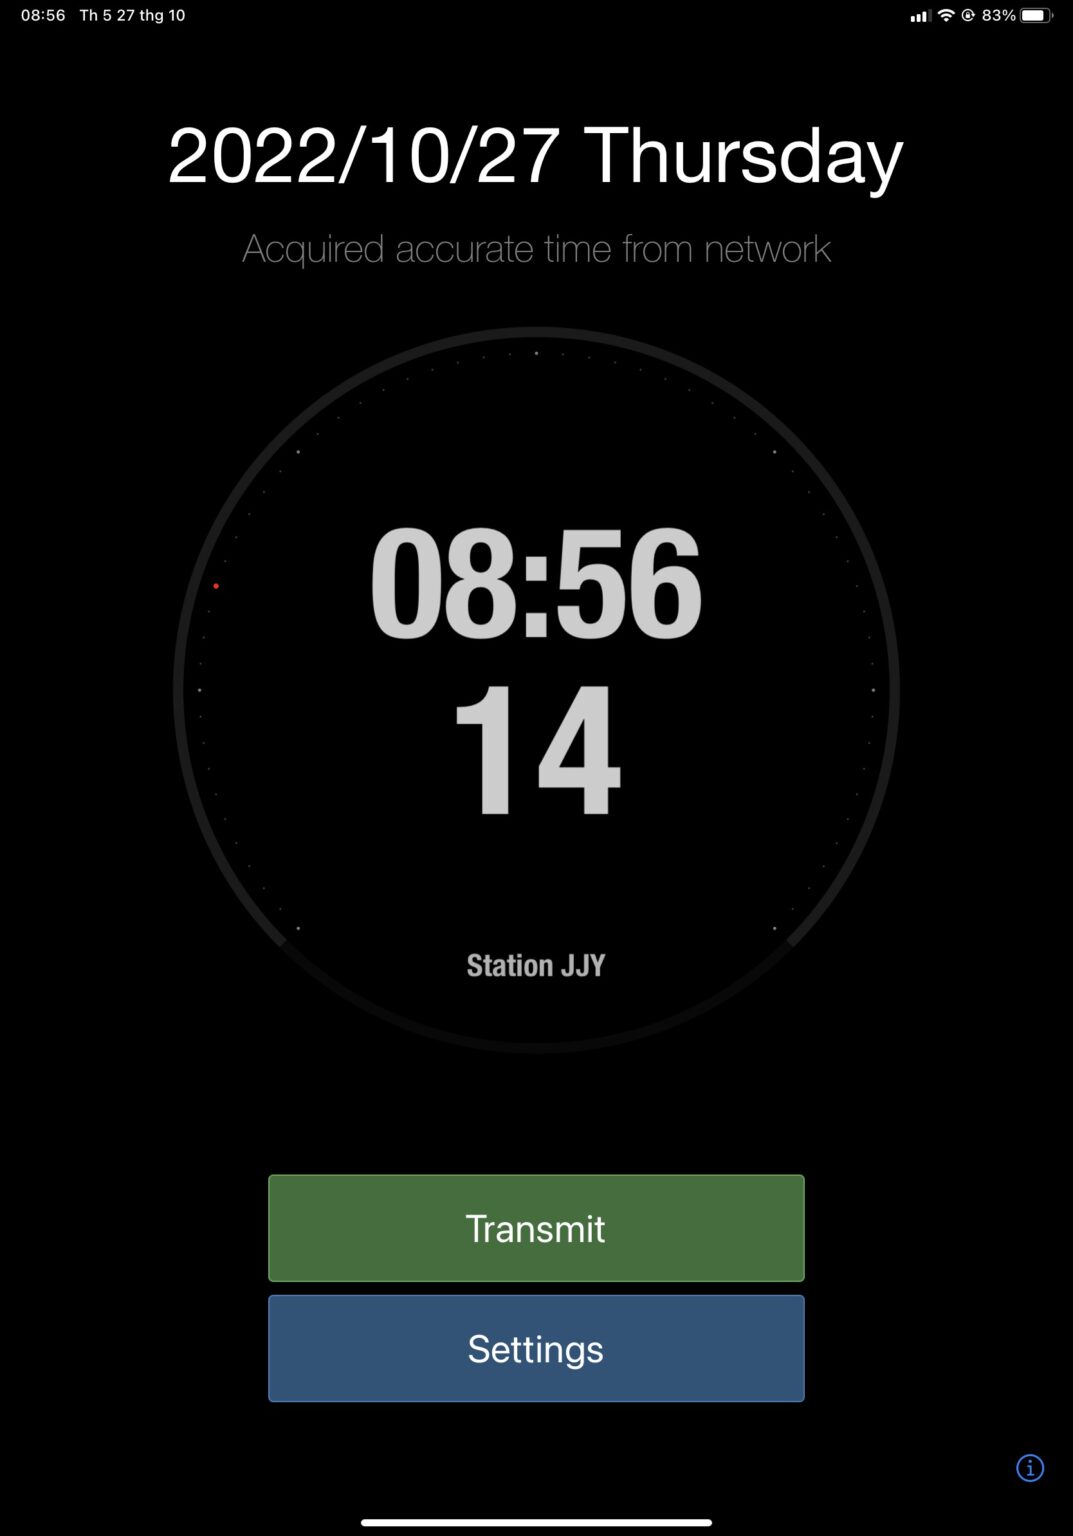 08:56 Th 5 27 thg 10 83%
2022/10/27 Thursday
Acquired accurate time from network
08:56
14
Station JJY
Transmit
Settings